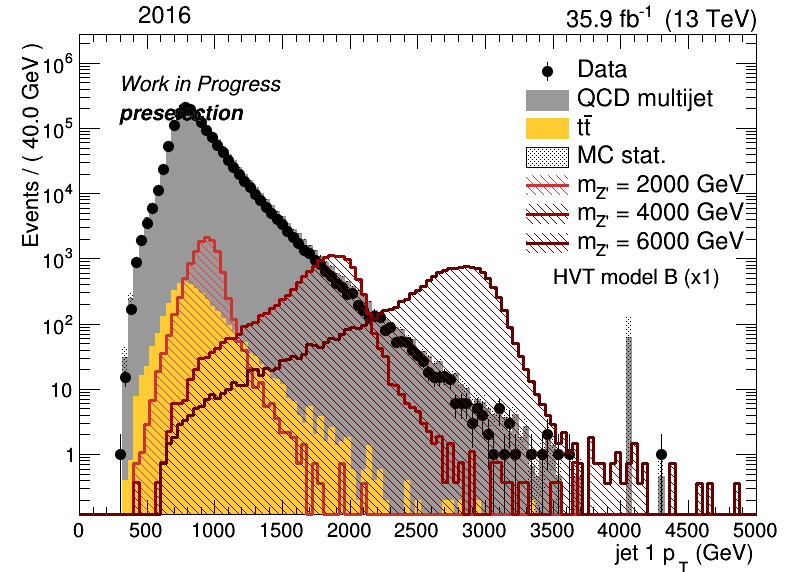 2016
35.9 fb⁻¹ (13 TeV)
Events / ( 40.0 GeV )
10⁶
10⁵
10⁴
10³
10²
10
1
Work in Progress
preselection
Data
QCD multijet
tt̄
MC stat.
m_Z' = 2000 GeV
m_Z' = 4000 GeV
m_Z' = 6000 GeV
HVT model B (x1)
0 500 1000 1500 2000 2500 3000 3500 4000 4500 5000
jet 1 p_T (GeV)